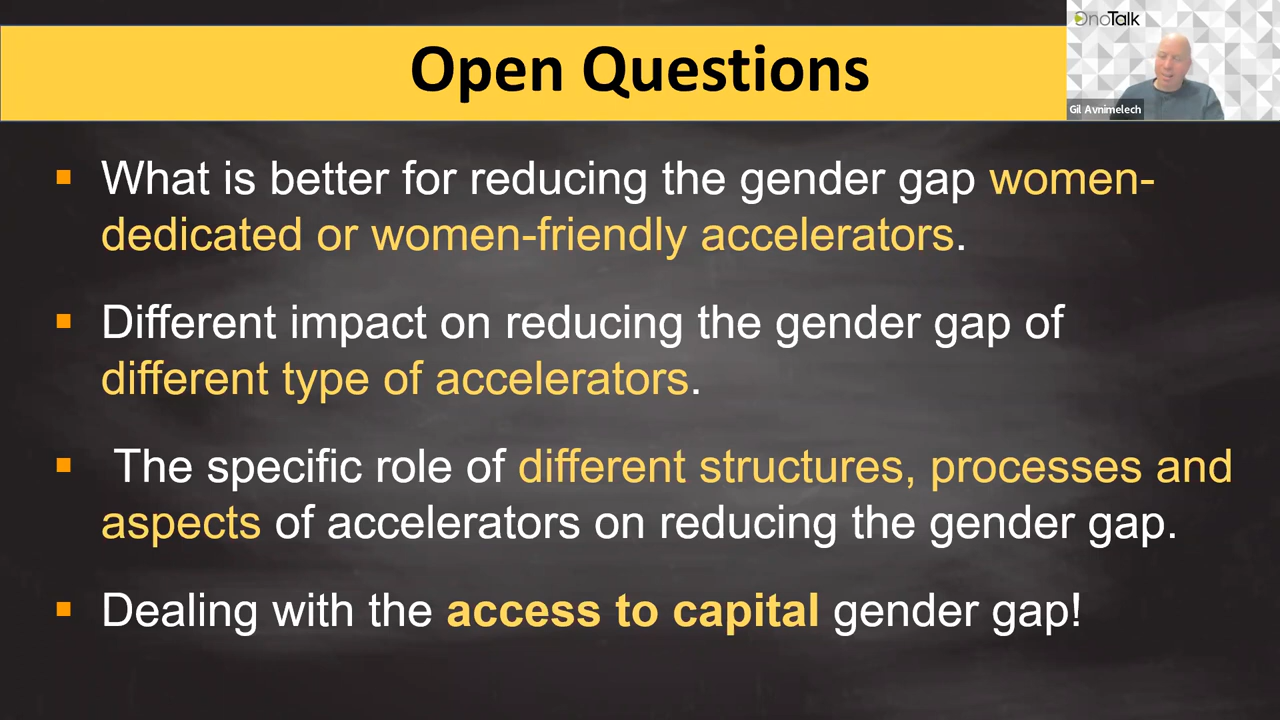 Open Questions
OnoTalk
Gil Avnimelech
▪ What is better for reducing the gender gap women-
dedicated or women-friendly accelerators.
▪ Different impact on reducing the gender gap of
different type of accelerators.
▪ The specific role of different structures, processes and
aspects of accelerators on reducing the gender gap.
▪ Dealing with the access to capital gender gap!